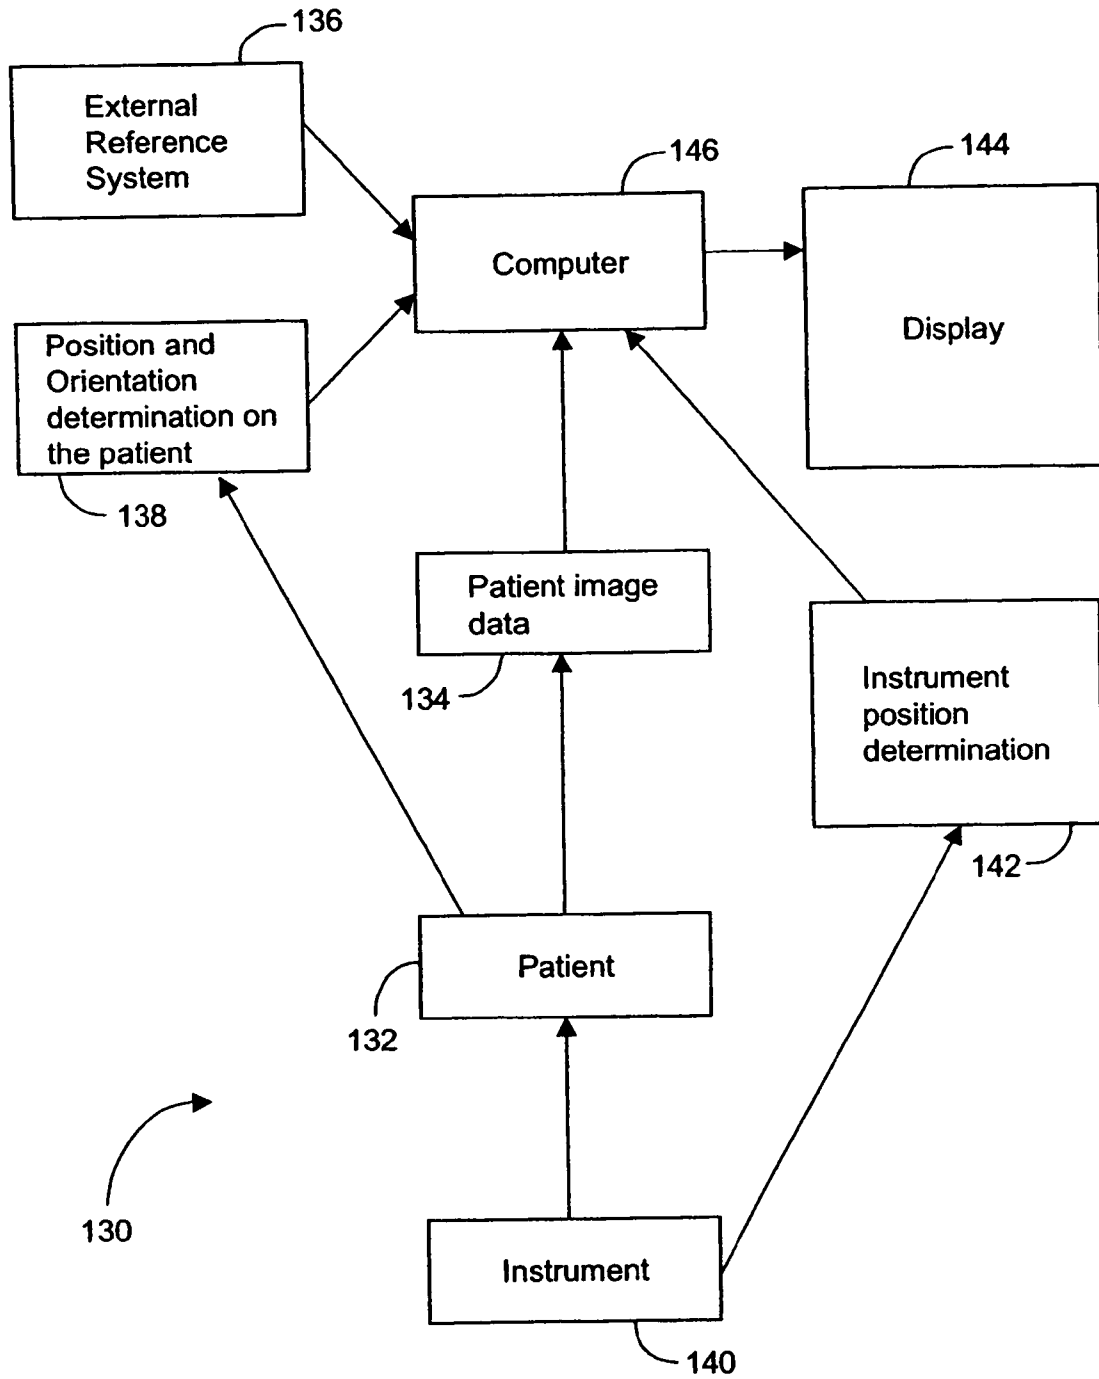 136
External
Reference
System
146
144
Computer
Display
Position and
Orientation
determination on
the patient
138
Patient image
data
134
Instrument
position
determination
142
Patient
132
130
Instrument
140